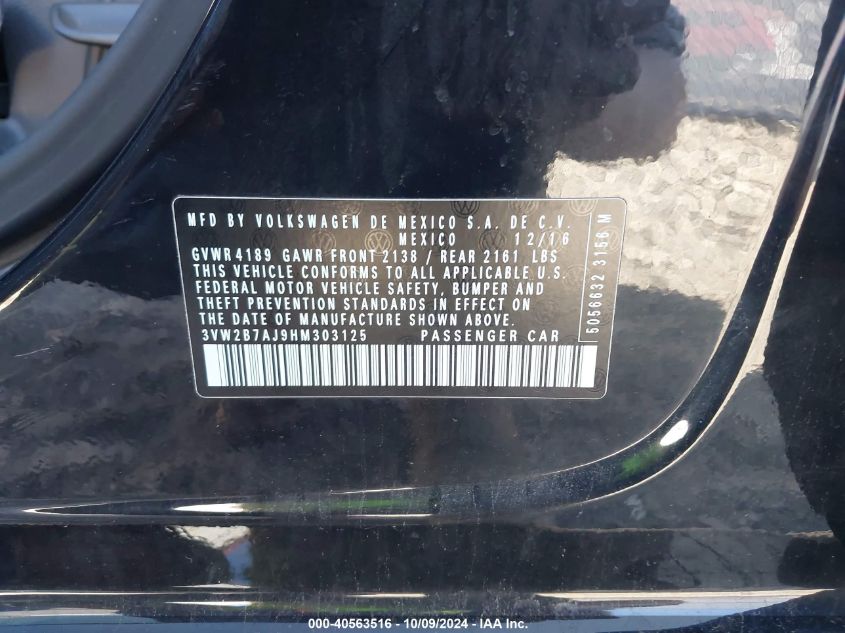 MFD BY VOLKSWAGEN DE MEXICO S.A. DE C.V.
MEXICO 12/16
GVWR 4189 GAWR FRONT 2138 / REAR 2161 LBS
THIS VEHICLE CONFORMS TO ALL APPLICABLE U.S.
FEDERAL MOTOR VEHICLE SAFETY, BUMPER AND
THEFT PREVENTION STANDARDS IN EFFECT ON
THE DATE OF MANUFACTURE SHOWN ABOVE.
3VW2B7AJ9HM303125 PASSENGER CAR
5056632 3156 M
000-40563516 - 10/09/2024 - IAA Inc.